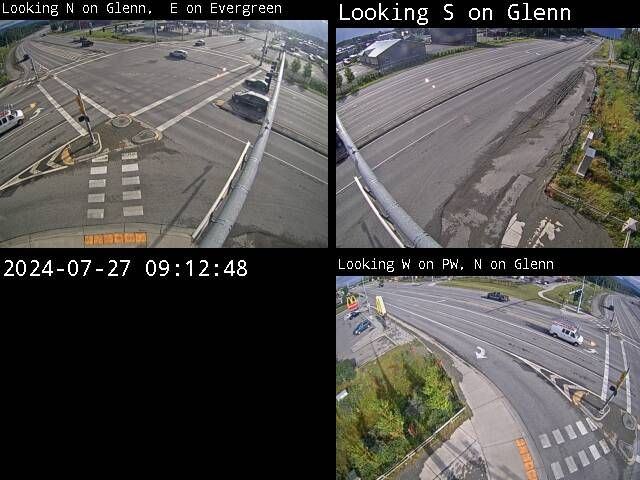 Looking N on Glenn, E on Evergreen
Looking S on Glenn
2024-07-27 09:12:48
Looking W on PW, N on Glenn